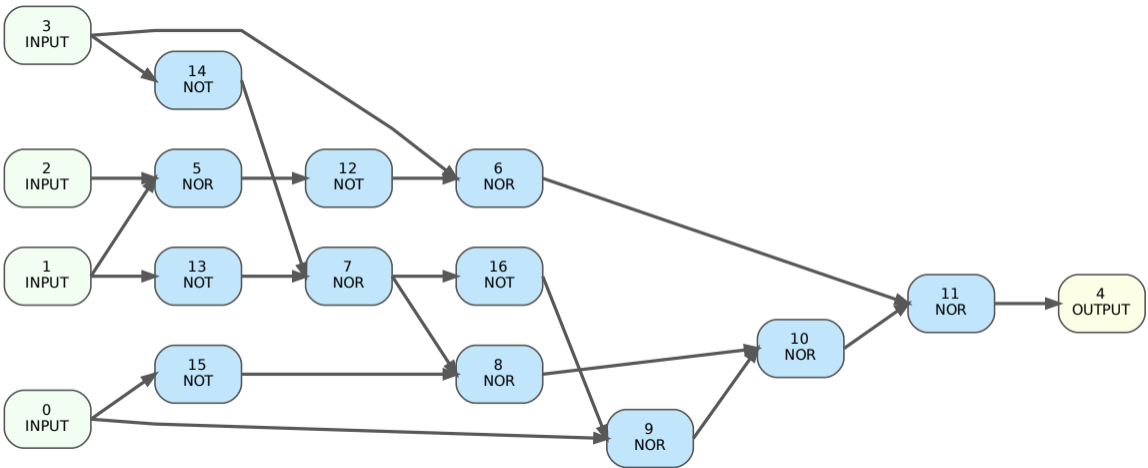 3
INPUT
14
NOT
2
INPUT
5
NOR
12
NOT
6
NOR
1
INPUT
13
NOT
7
NOR
16
NOT
11
NOR
4
OUTPUT
10
NOR
15
NOT
8
NOR
0
INPUT
9
NOR